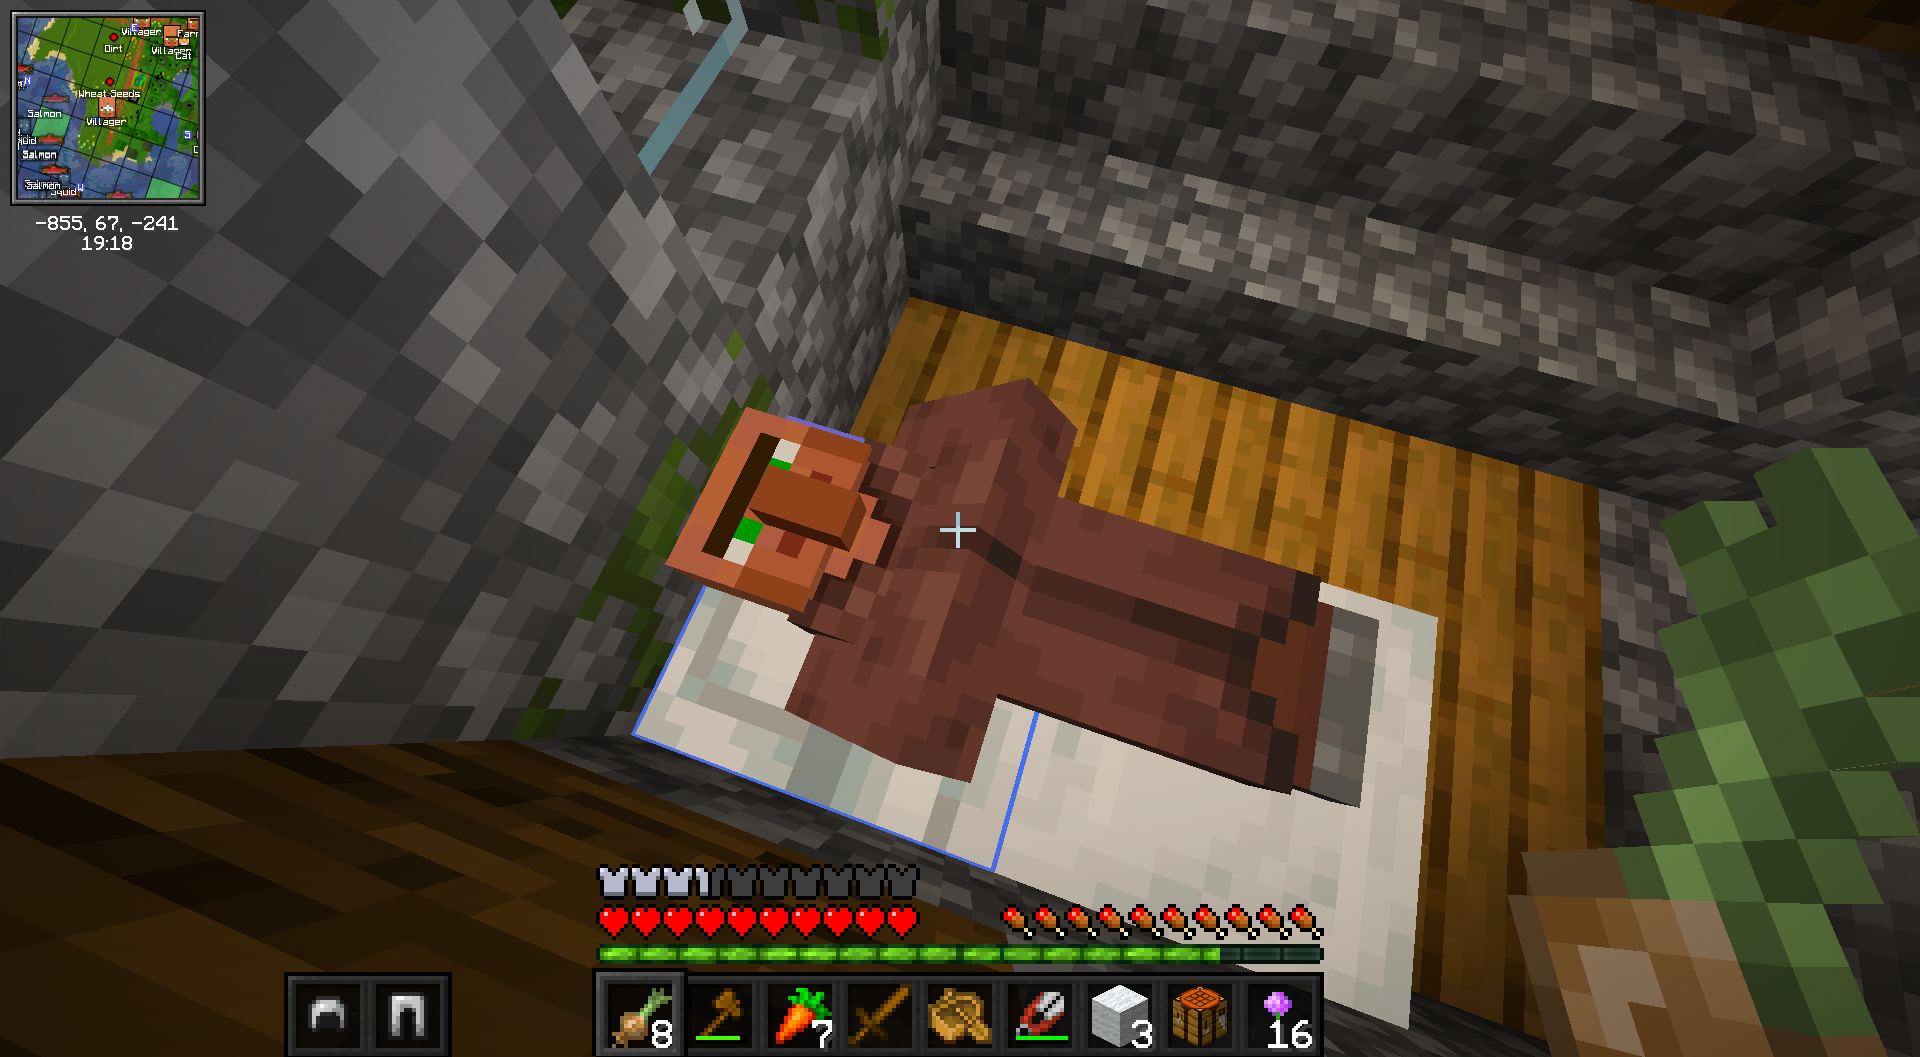 Villager
Farm
Dirt
Villager
Cat
N
Wheat Seeds
Salmon
Villager
S
Salmon
Salmon
Squid
W
-855, 67, -241
19:18
8
7
3
16